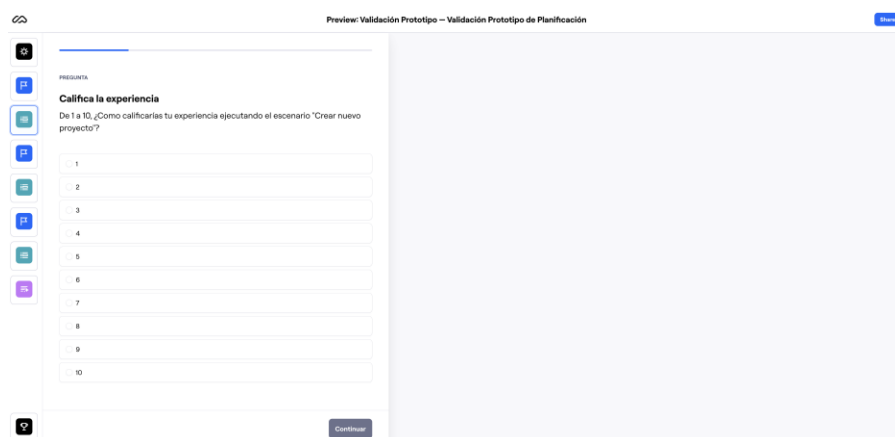 Preview: Validación Prototipo — Validación Prototipo de Planificación
Share
PREGUNTA
Califica la experiencia
De 1 a 10, ¿Como calificarías tu experiencia ejecutando el escenario "Crear nuevo
proyecto"?
1
2
3
4
5
6
7
8
9
10
Continuar